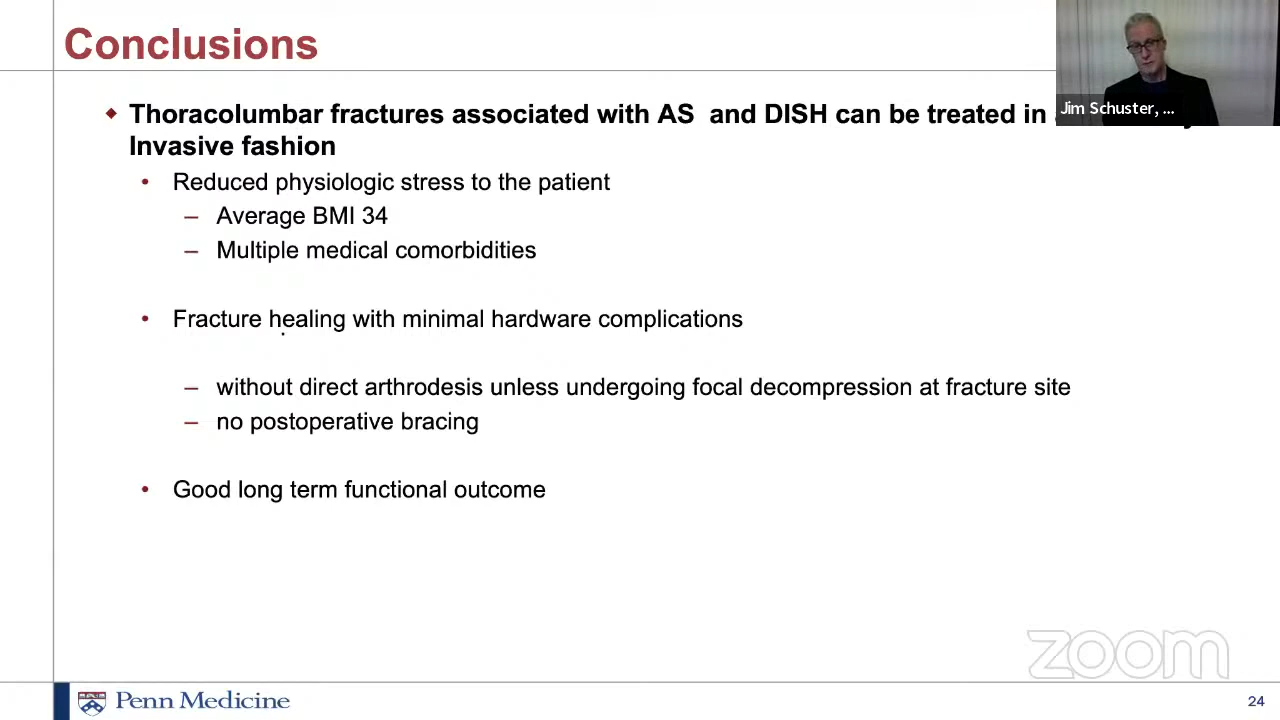 Conclusions
Jim Schuster, ...
Thoracolumbar fractures associated with AS and DISH can be treated in
Invasive fashion
Reduced physiologic stress to the patient
– Average BMI 34
– Multiple medical comorbidities
Fracture healing with minimal hardware complications
– without direct arthrodesis unless undergoing focal decompression at fracture site
– no postoperative bracing
Good long term functional outcome
zoom
Penn Medicine
24